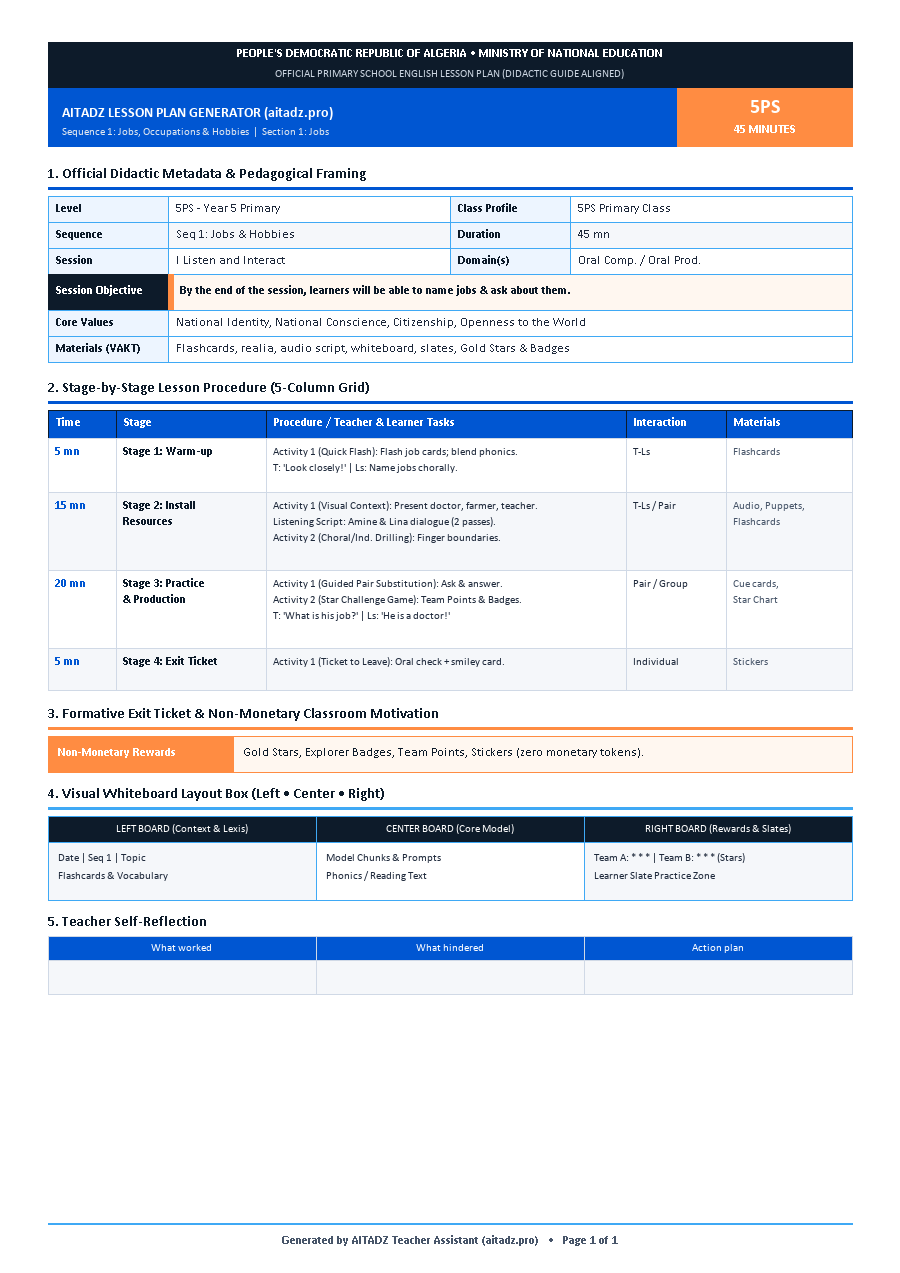 PEOPLE'S DEMOCRATIC REPUBLIC OF ALGERIA • MINISTRY OF NATIONAL EDUCATION
OFFICIAL PRIMARY SCHOOL ENGLISH LESSON PLAN (DIDACTIC GUIDE ALIGNED)
AITADZ LESSON PLAN GENERATOR (aitadz.pro)
Sequence 1: Jobs, Occupations & Hobbies | Section 1: Jobs
5PS
45 MINUTES
1. Official Didactic Metadata & Pedagogical Framing
Level 5PS - Year 5 Primary Class Profile 5PS Primary Class
Sequence Seq 1: Jobs & Hobbies Duration 45 mn
Session I Listen and Interact Domain(s) Oral Comp. / Oral Prod.
Session Objective By the end of the session, learners will be able to name jobs & ask about them.
Core Values National Identity, National Conscience, Citizenship, Openness to the World
Materials (VAKT) Flashcards, realia, audio script, whiteboard, slates, Gold Stars & Badges
2. Stage-by-Stage Lesson Procedure (5-Column Grid)
Time Stage Procedure / Teacher & Learner Tasks Interaction Materials
5 mn Stage 1: Warm-up Activity 1 (Quick Flash): Flash job cards; blend phonics. T-Ls Flashcards
T: 'Look closely!' | Ls: Name jobs chorally.
15 mn Stage 2: Install Activity 1 (Visual Context): Present doctor, farmer, teacher. T-Ls / Pair Audio, Puppets,
Resources Listening Script: Amine & Lina dialogue (2 passes). Flashcards
Activity 2 (Choral/Ind. Drilling): Finger boundaries.
20 mn Stage 3: Practice Activity 1 (Guided Pair Substitution): Ask & answer. Pair / Group Cue cards,
& Production Activity 2 (Star Challenge Game): Team Points & Badges. Star Chart
T: 'What is his job?' | Ls: 'He is a doctor!'
5 mn Stage 4: Exit Ticket Activity 1 (Ticket to Leave): Oral check + smiley card. Individual Stickers
3. Formative Exit Ticket & Non-Monetary Classroom Motivation
Non-Monetary Rewards Gold Stars, Explorer Badges, Team Points, Stickers (zero monetary tokens).
4. Visual Whiteboard Layout Box (Left • Center • Right)
LEFT BOARD (Context & Lexis) CENTER BOARD (Core Model) RIGHT BOARD (Rewards & Slates)
Date | Seq 1 | Topic Model Chunks & Prompts Team A: * * * | Team B: * * * (Stars)
Flashcards & Vocabulary Phonics / Reading Text Learner Slate Practice Zone
5. Teacher Self-Reflection
What worked What hindered Action plan
Generated by AITADZ Teacher Assistant (aitadz.pro) • Page 1 of 1